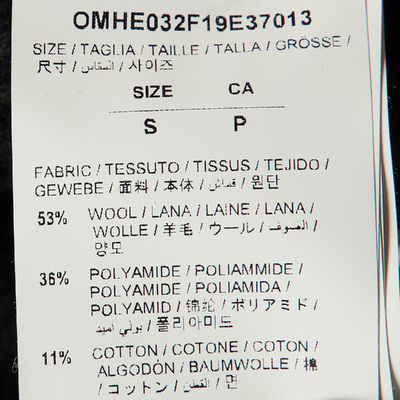 OMHE032F19E37013
SIZE / TAGLIA / TAILLE / TALLA / GRÖSSE /
尺寸 / المقاس / 사이즈
SIZE CA
S P
FABRIC / TESSUTO / TISSUS / TEJIDO /
GEWEBE / 面料 / 本体 / قماش / 원단
53% WOOL / LANA / LAINE / LANA /
WOLLE / 羊毛 / ウール / الصوف /
양모
36% POLYAMIDE / POLIAMMIDE /
POLYAMIDE / POLIAMIDA /
POLYAMID / 锦纶 / ポリアミド /
بولي أميد / 폴리아미드
11% COTTON / COTONE / COTON /
ALGODÓN / BAUMWOLLE / 棉
/ コットン / القطن / 면